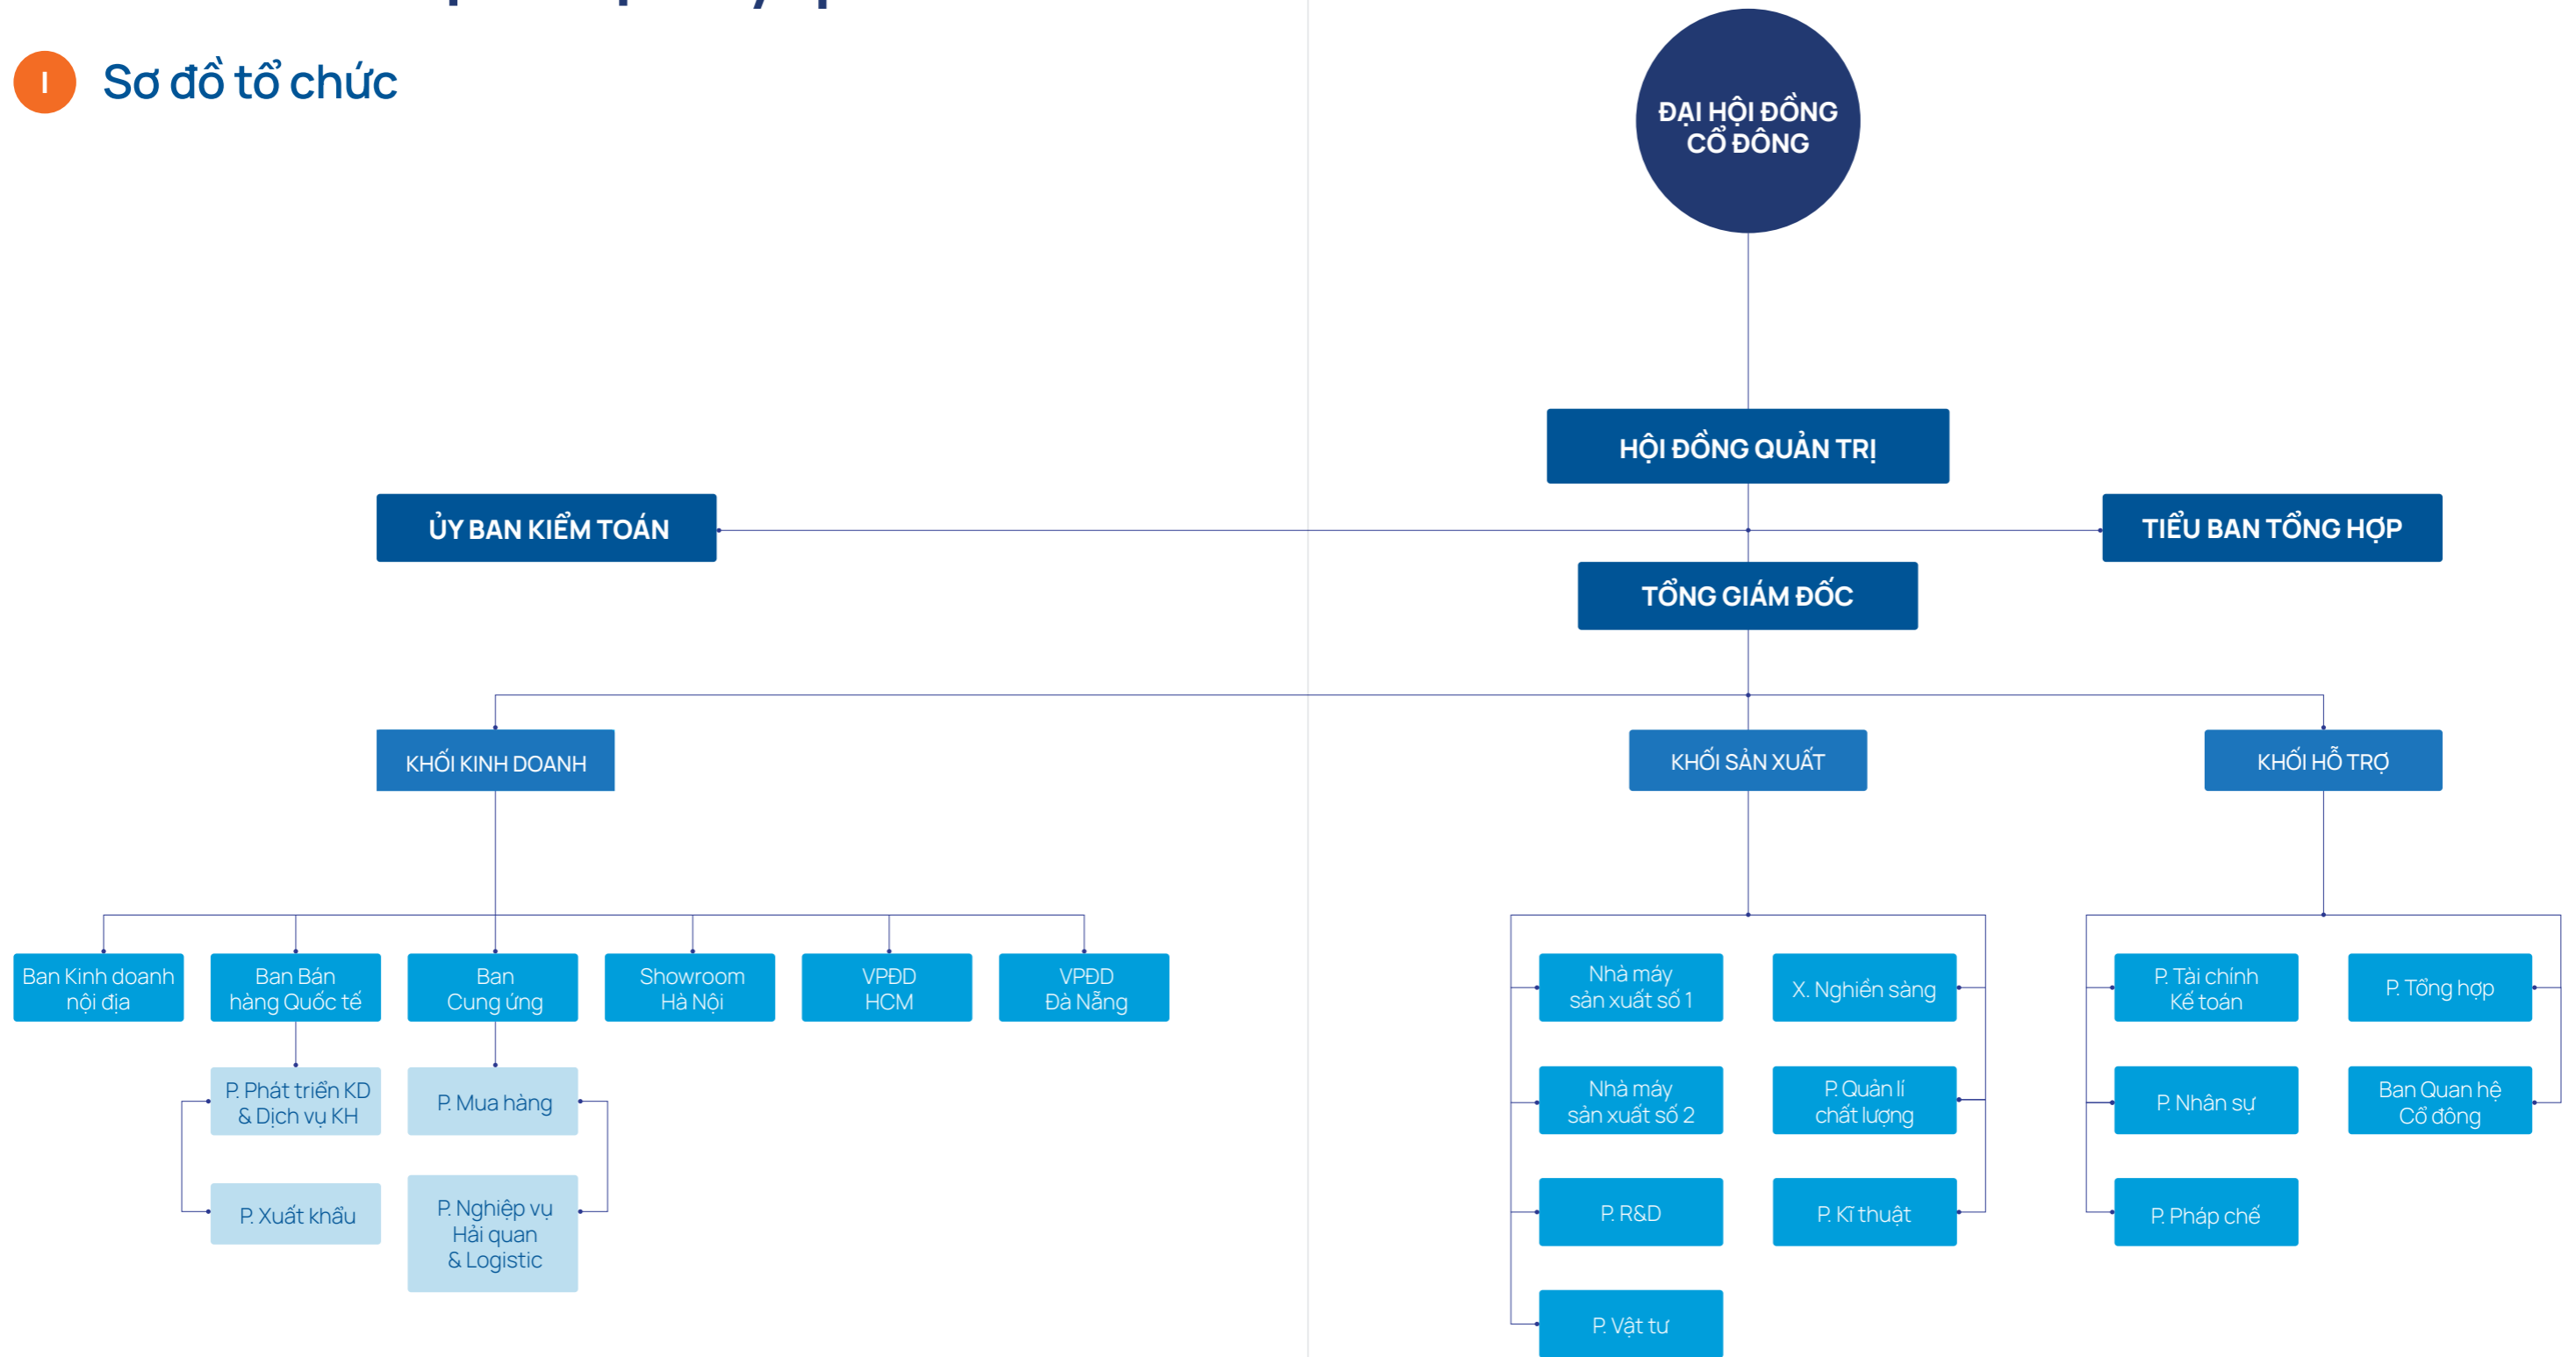 I
Sơ đồ tổ chức
ĐẠI HỘI ĐỒNG
CỔ ĐÔNG
HỘI ĐỒNG QUẢN TRỊ
ỦY BAN KIỂM TOÁN
TIỂU BAN TỔNG HỢP
TỔNG GIÁM ĐỐC
KHỐI KINH DOANH
KHỐI SẢN XUẤT
KHỐI HỖ TRỢ
Ban Kinh doanh
nội địa
Ban Bán
hàng Quốc tế
Ban
Cung ứng
Showroom
Hà Nội
VPĐD
HCM
VPĐD
Đà Nẵng
P. Phát triển KD
& Dịch vụ KH
P. Mua hàng
P. Xuất khẩu
P. Nghiệp vụ
Hải quan
& Logistic
Nhà máy
sản xuất số 1
X. Nghiền sàng
Nhà máy
sản xuất số 2
P. Quản lí
chất lượng
P. R&D
P. Kĩ thuật
P. Vật tư
P. Tài chính
Kế toán
P. Tổng hợp
P. Nhân sự
Ban Quan hệ
Cổ đông
P. Pháp chế